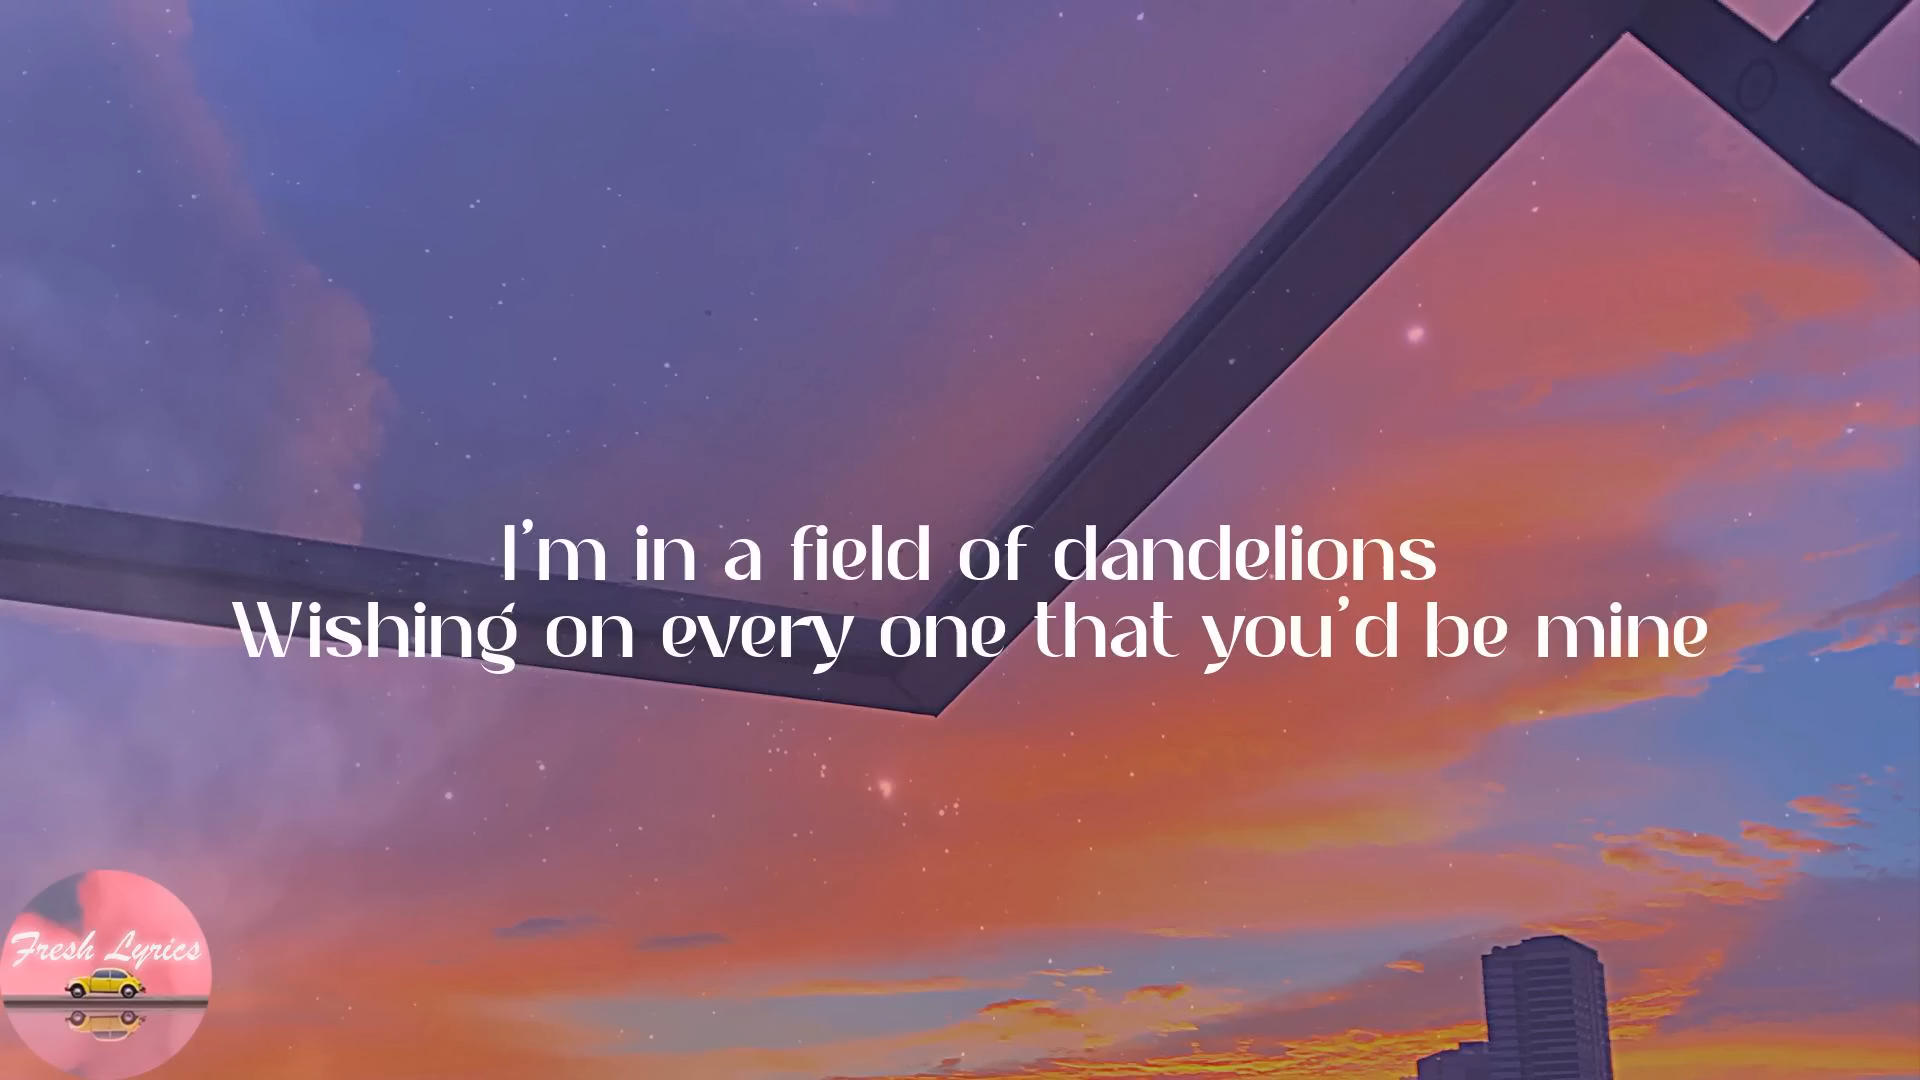 I'm in a field of dandelions
Wishing on every one that you'd be mine
Fresh Lyrics